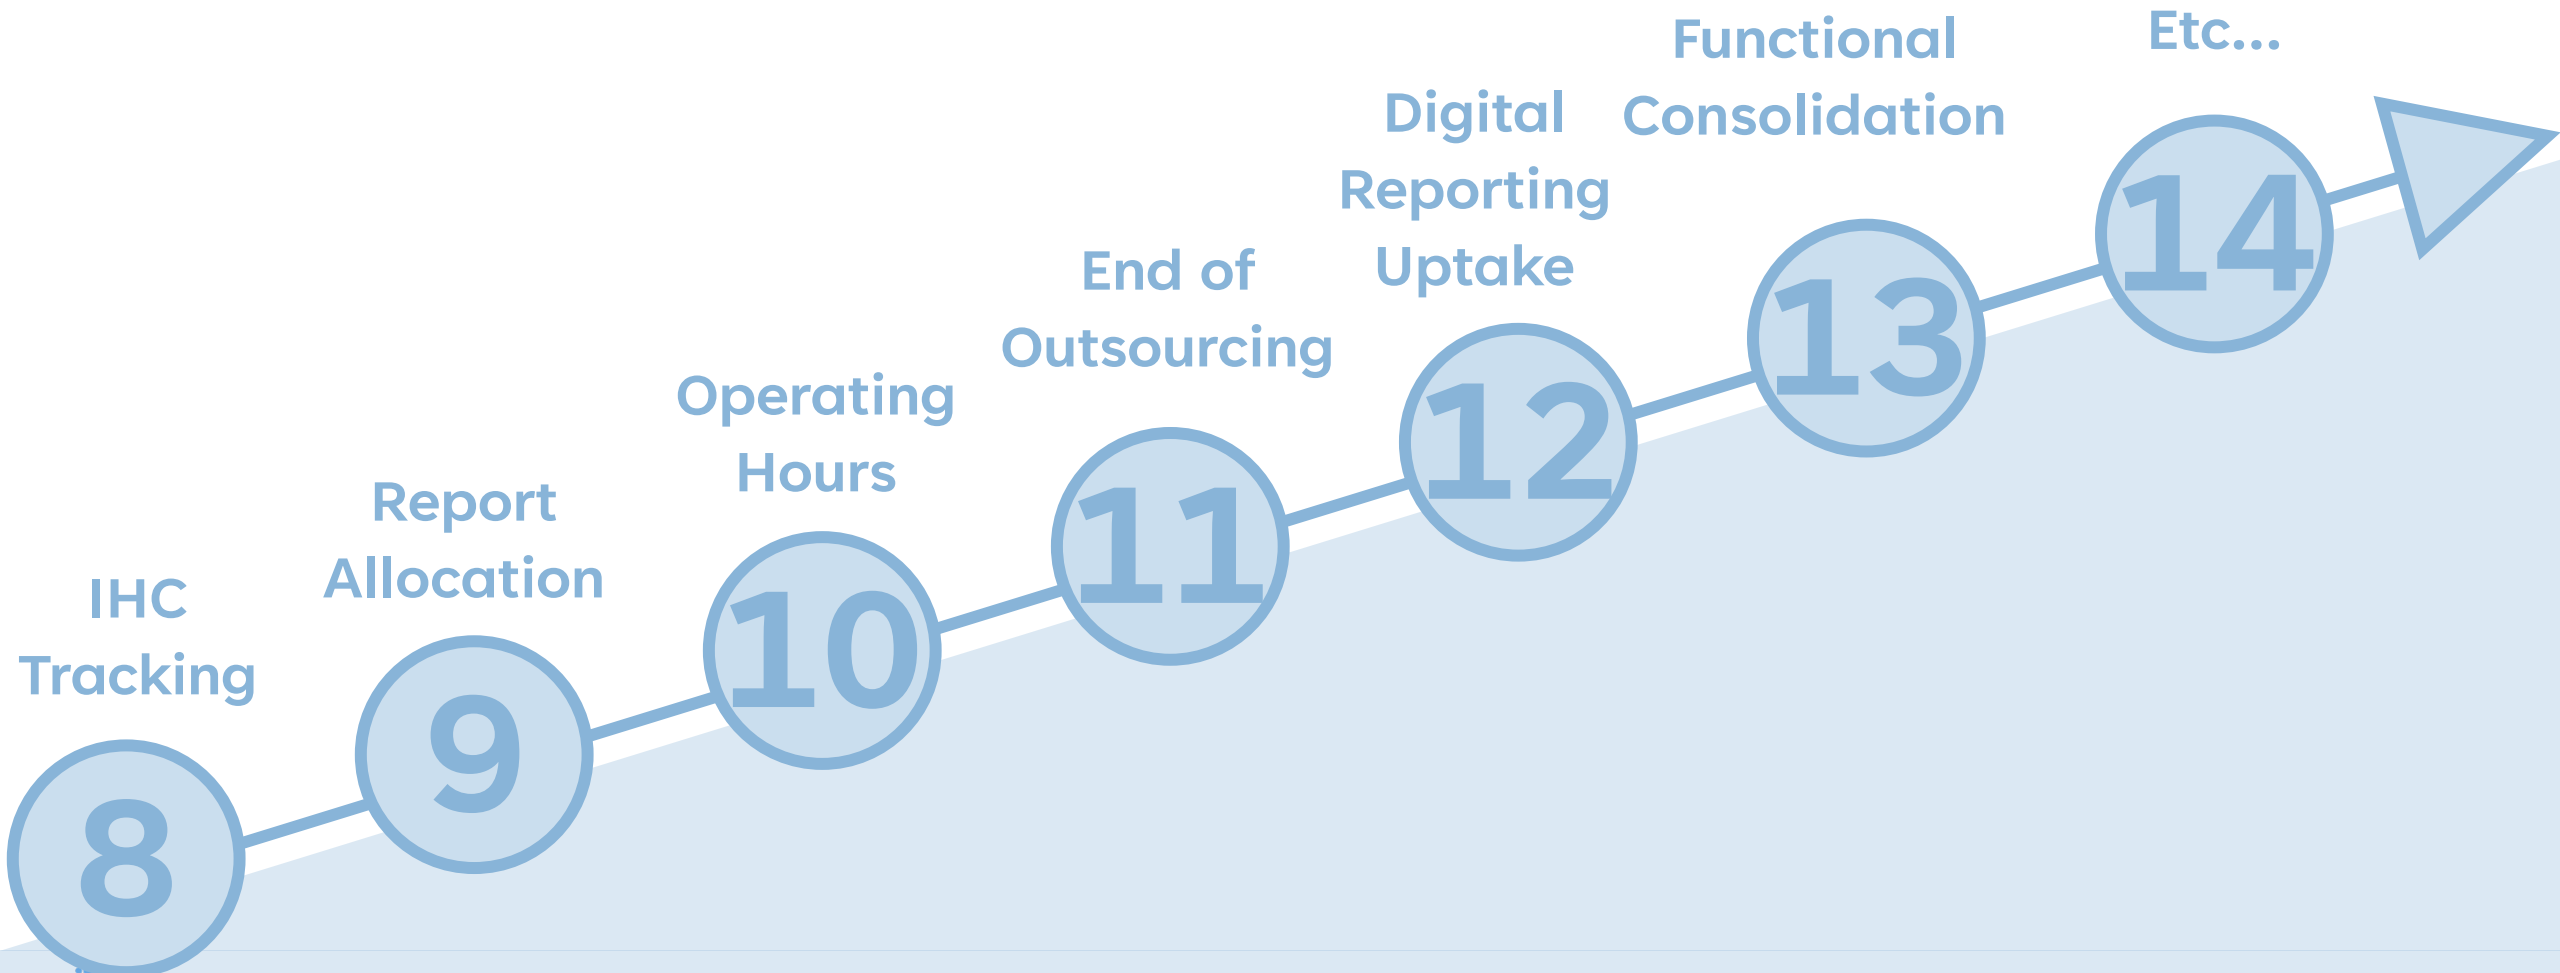 IHC
Tracking
8
Report
Allocation
9
Operating
Hours
10
End of
Outsourcing
11
Digital
Reporting
Uptake
12
Functional
Consolidation
13
Etc...
14